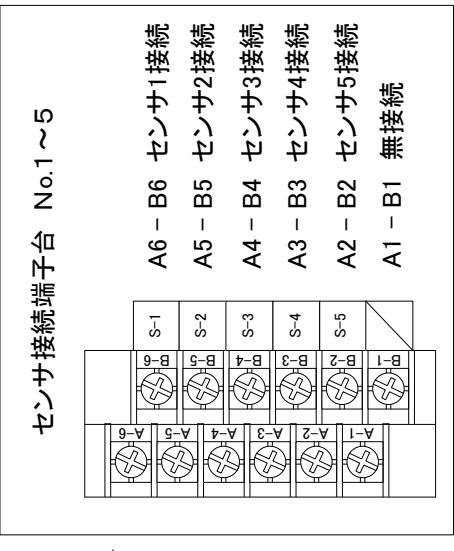 センサ接続端子台 No.1～5
A6 - B6 センサ1接続
A5 - B5 センサ2接続
A4 - B4 センサ3接続
A3 - B3 センサ4接続
A2 - B2 センサ5接続
A1 - B1 無接続
S-1
S-2
S-3
S-4
S-5
B-6
B-5
B-4
B-3
B-2
B-1
A-6
A-5
A-4
A-3
A-2
A-1